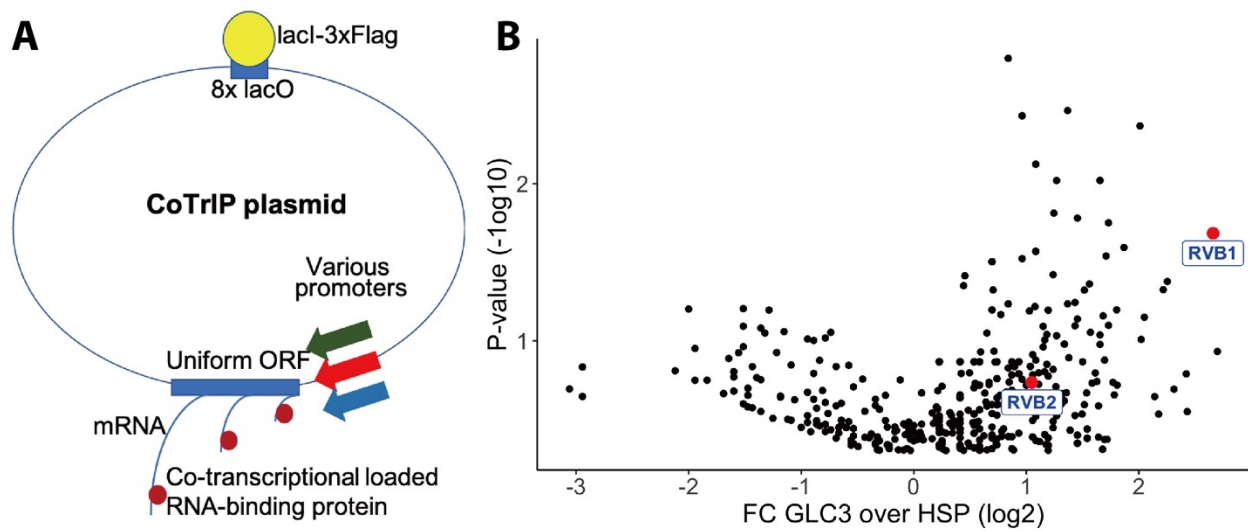 A
lacI-3xFlag
8x lacO
CoTrIP plasmid
Various
promoters
Uniform ORF
mRNA
Co-transcriptional loaded
RNA-binding protein
B
P-value (-1og10)
2
1
RVB1
RVB2
-3
-2
-1
0
1
2
FC GLC3 over HSP (log2)